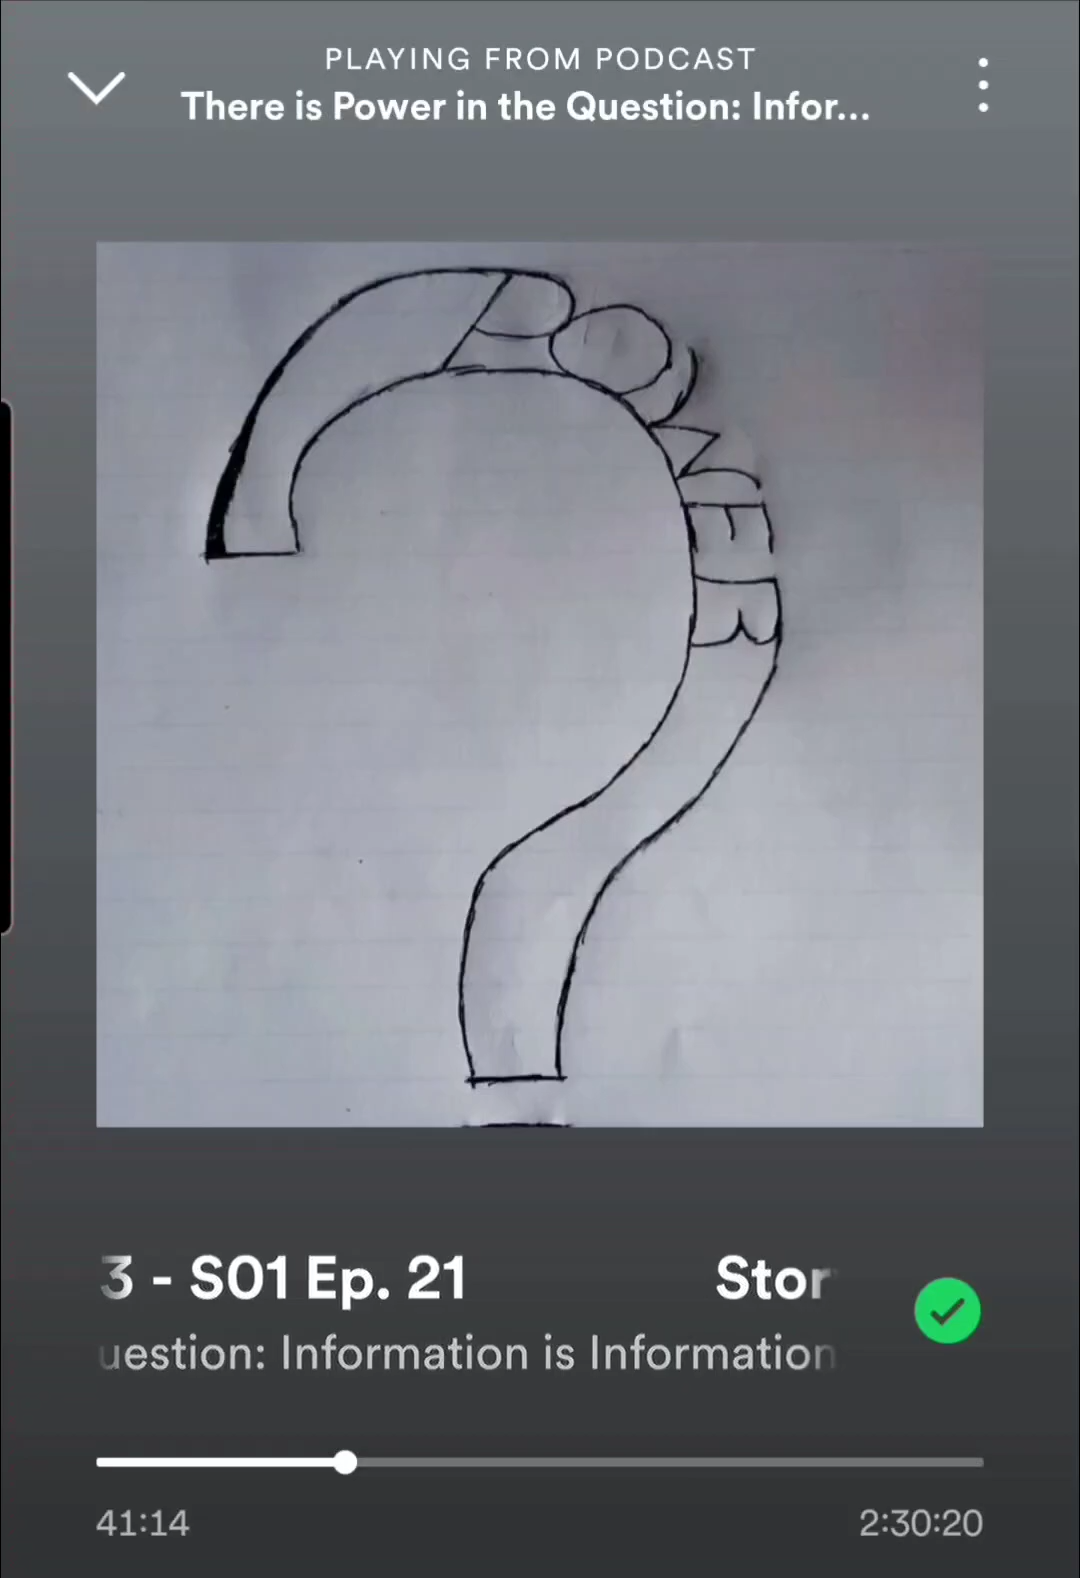 PLAYING FROM PODCAST
There is Power in the Question: Infor...
POWER
3 - S01 Ep. 21 Stor
uestion: Information is Information
41:14 2:30:20